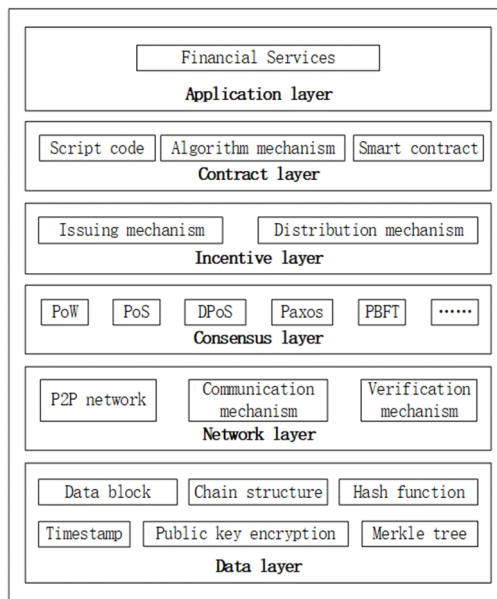 Financial Services
Application layer
Script code Algorithm mechanism Smart contract
Contract layer
Issuing mechanism Distribution mechanism
Incentive layer
PoW PoS DPoS Paxos PBFT ……
Consensus layer
P2P network Communication mechanism Verification mechanism
Network layer
Data block Chain structure Hash function
Timestamp Public key encryption Merkle tree
Data layer